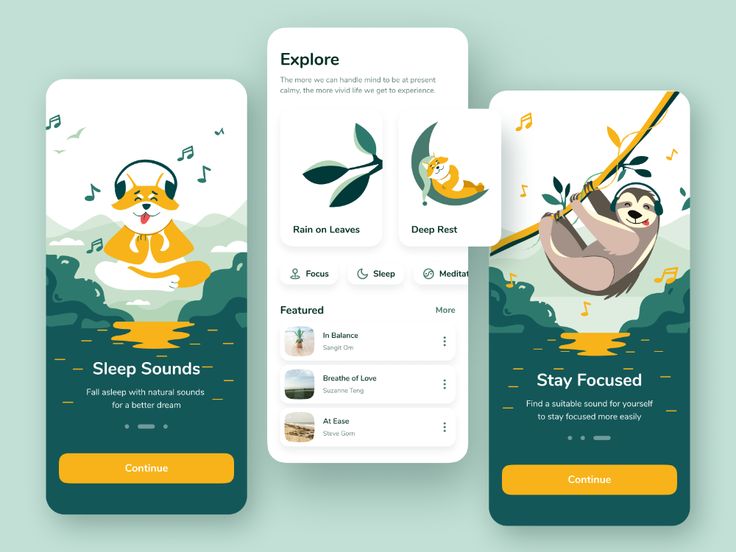 Sleep Sounds
Fall asleep with natural sounds
for a better dream
Continue
Explore
The more we can handle mind to be at present
calmy, the more vivid life we get to experience.
Rain on Leaves
Deep Rest
Focus
Sleep
Meditat
Featured
More
In Balance
Sangit Om
Breathe of Love
Suzanne Teng
At Ease
Steve Gorn
Stay Focused
Find a suitable sound for yourself
to stay focused more easily
Continue